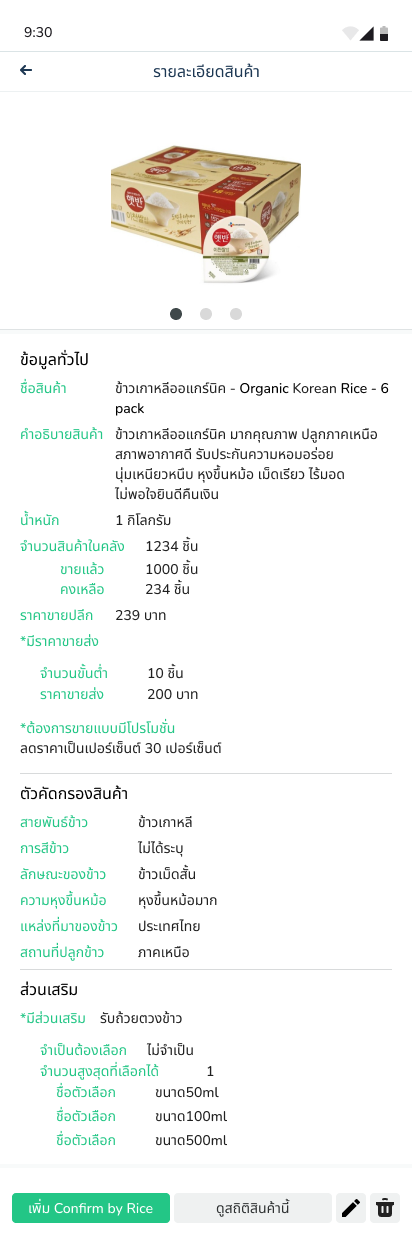 9:30
รายละเอียดสินค้า
햇반
햇반
ข้อมูลทั่วไป
ชื่อสินค้า ข้าวเกาหลีออแกร์นิค - Organic Korean Rice - 6
pack
คำอธิบายสินค้า ข้าวเกาหลีออแกร์นิค มากคุณภาพ ปลูกภาคเหนือ
สภาพอากาศดี รับประกันความหอมอร่อย
นุ่มเหนียวหนึบ หุงขึ้นหม้อ เม็ดเรียว ไร้มอด
ไม่พอใจยินดีคืนเงิน
น้ำหนัก 1 กิโลกรัม
จำนวนสินค้าในคลัง 1234 ชิ้น
ขายแล้ว 1000 ชิ้น
คงเหลือ 234 ชิ้น
ราคาขายปลีก 239 บาท
*มีราคาขายส่ง
จำนวนขั้นต่ำ 10 ชิ้น
ราคาขายส่ง 200 บาท
*ต้องการขายแบบมีโปรโมชั่น
ลดราคาเป็นเปอร์เซ็นต์ 30 เปอร์เซ็นต์
ตัวคัดกรองสินค้า
สายพันธ์ข้าว ข้าวเกาหลี
การสีข้าว ไม่ได้ระบุ
ลักษณะของข้าว ข้าวเม็ดสั้น
ความหุงขึ้นหม้อ หุงขึ้นหม้อมาก
แหล่งที่มาของข้าว ประเทศไทย
สถานที่ปลูกข้าว ภาคเหนือ
ส่วนเสริม
*มีส่วนเสริม รับถ้วยตวงข้าว
จำเป็นต้องเลือก ไม่จำเป็น
จำนวนสูงสุดที่เลือกได้ 1
ชื่อตัวเลือก ขนาด50ml
ชื่อตัวเลือก ขนาด100ml
ชื่อตัวเลือก ขนาด500ml
เพิ่ม Confirm by Rice ดูสถิติสินค้านี้